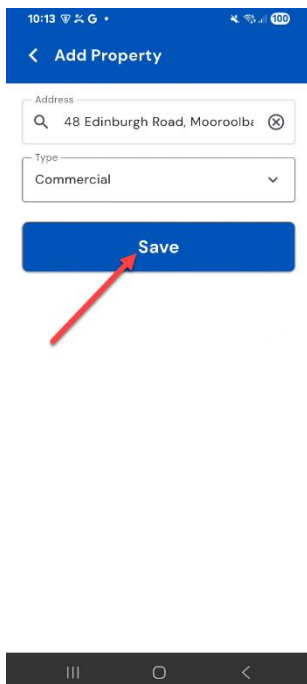 10:13 G
100
Add Property
Address
48 Edinburgh Road, Mooroolba
Type
Commercial
Save